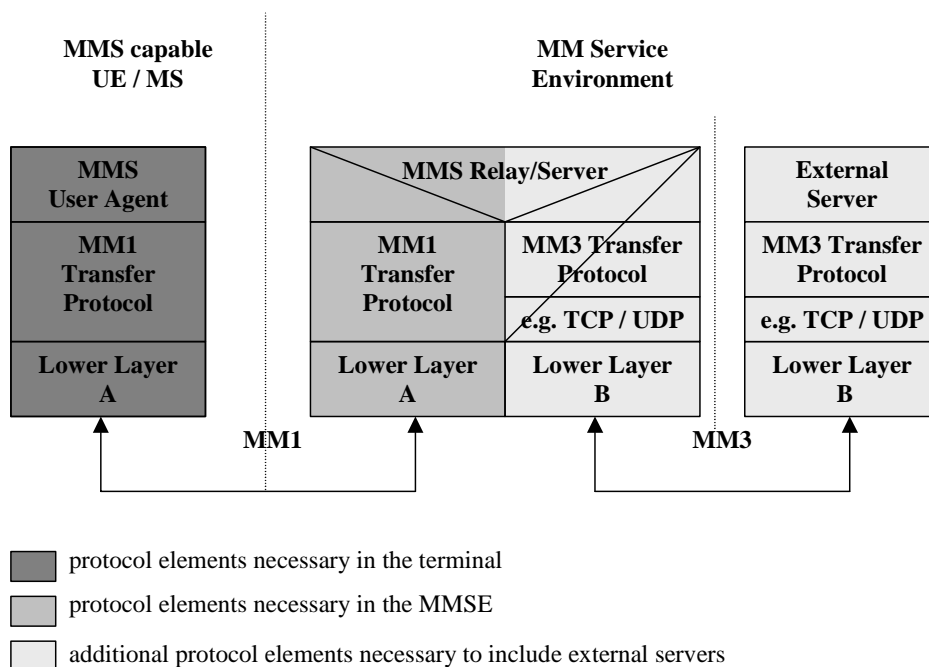 MMS capable
UE / MS
MM Service
Environment
MMS
User Agent
MM1
Transfer
Protocol
Lower Layer
A
MMS Relay/Server
MM1
Transfer
Protocol
Lower Layer
A
MM3 Transfer
Protocol
e.g. TCP / UDP
Lower Layer
B
External
Server
MM3 Transfer
Protocol
e.g. TCP / UDP
Lower Layer
B
MM1
MM3
protocol elements necessary in the terminal
protocol elements necessary in the MMSE
additional protocol elements necessary to include external servers